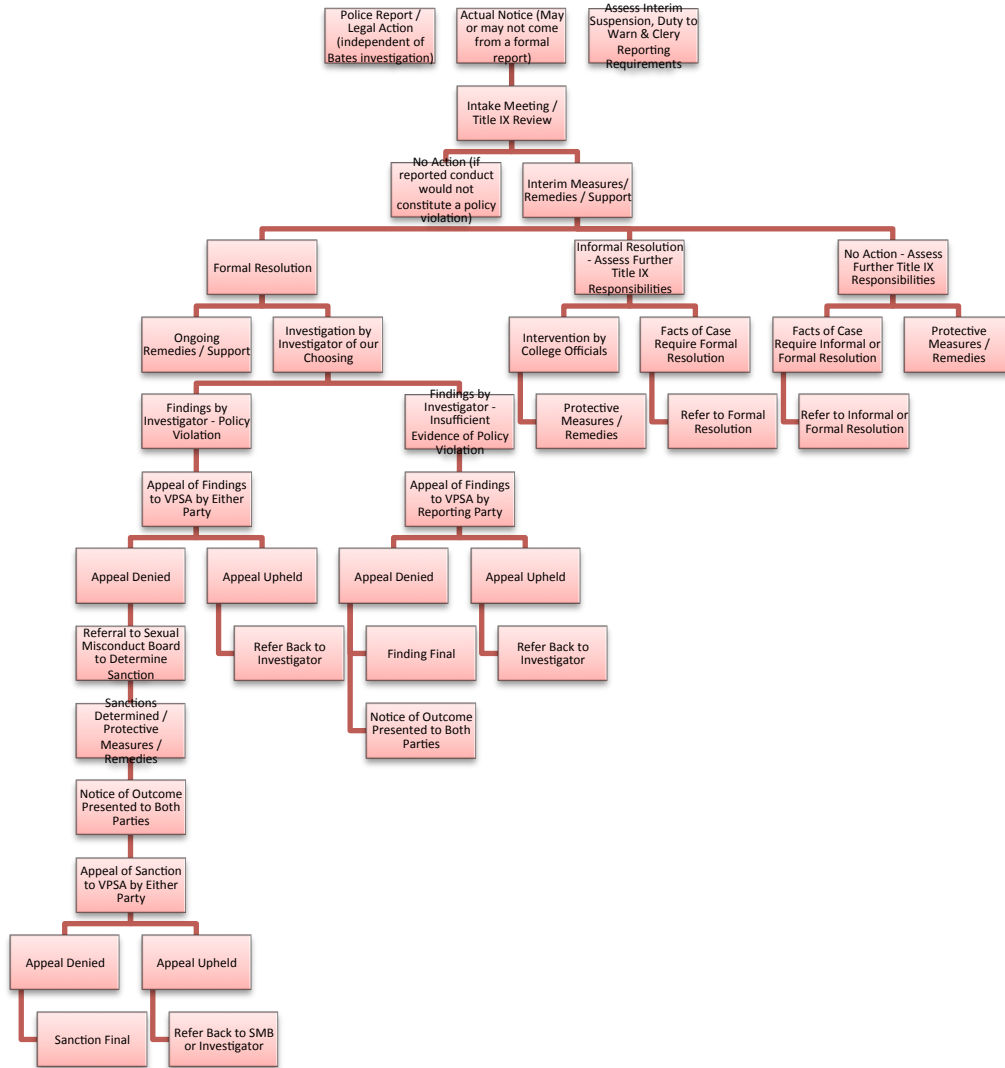 Police Report /
Legal Action
(independent of
Bates investigation)
Actual Notice (May
or may not come
from a formal
report)
Assess Interim
Suspension, Duty to
Warn & Clery
Reporting
Requirements
Intake Meeting /
Title IX Review
No Action (if
reported conduct
would not
constitute a policy
violation)
Interim Measures/
Remedies / Support
Formal Resolution
Informal Resolution
- Assess Further
Title IX
Responsibilities
No Action - Assess
Further Title IX
Responsibilities
Ongoing
Remedies / Support
Investigation by
Investigator of our
Choosing
Intervention by
College Officials
Facts of Case
Require Formal
Resolution
Facts of Case
Require Informal or
Formal Resolution
Protective
Measures /
Remedies
Findings by
Investigator - Policy
Violation
Findings by
Investigator -
Insufficient
Evidence of Policy
Violation
Protective
Measures /
Remedies
Refer to Formal
Resolution
Refer to Informal or
Formal Resolution
Appeal of Findings
to VPSA by Either
Party
Appeal of Findings
to VPSA by
Reporting Party
Appeal Denied
Appeal Upheld
Appeal Denied
Appeal Upheld
Referral to Sexual
Misconduct Board
to Determine
Sanction
Refer Back to
Investigator
Finding Final
Refer Back to
Investigator
Sanctions
Determined /
Protective
Measures /
Remedies
Notice of Outcome
Presented to Both
Parties
Notice of Outcome
Presented to Both
Parties
Appeal of Sanction
to VPSA by Either
Party
Appeal Denied
Appeal Upheld
Sanction Final
Refer Back to SMB
or Investigator